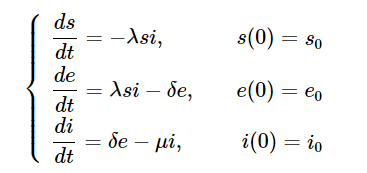 ds/dt = −λsi, s(0) = s₀
de/dt = λsi − δe, e(0) = e₀
di/dt = δe − μi, i(0) = i₀